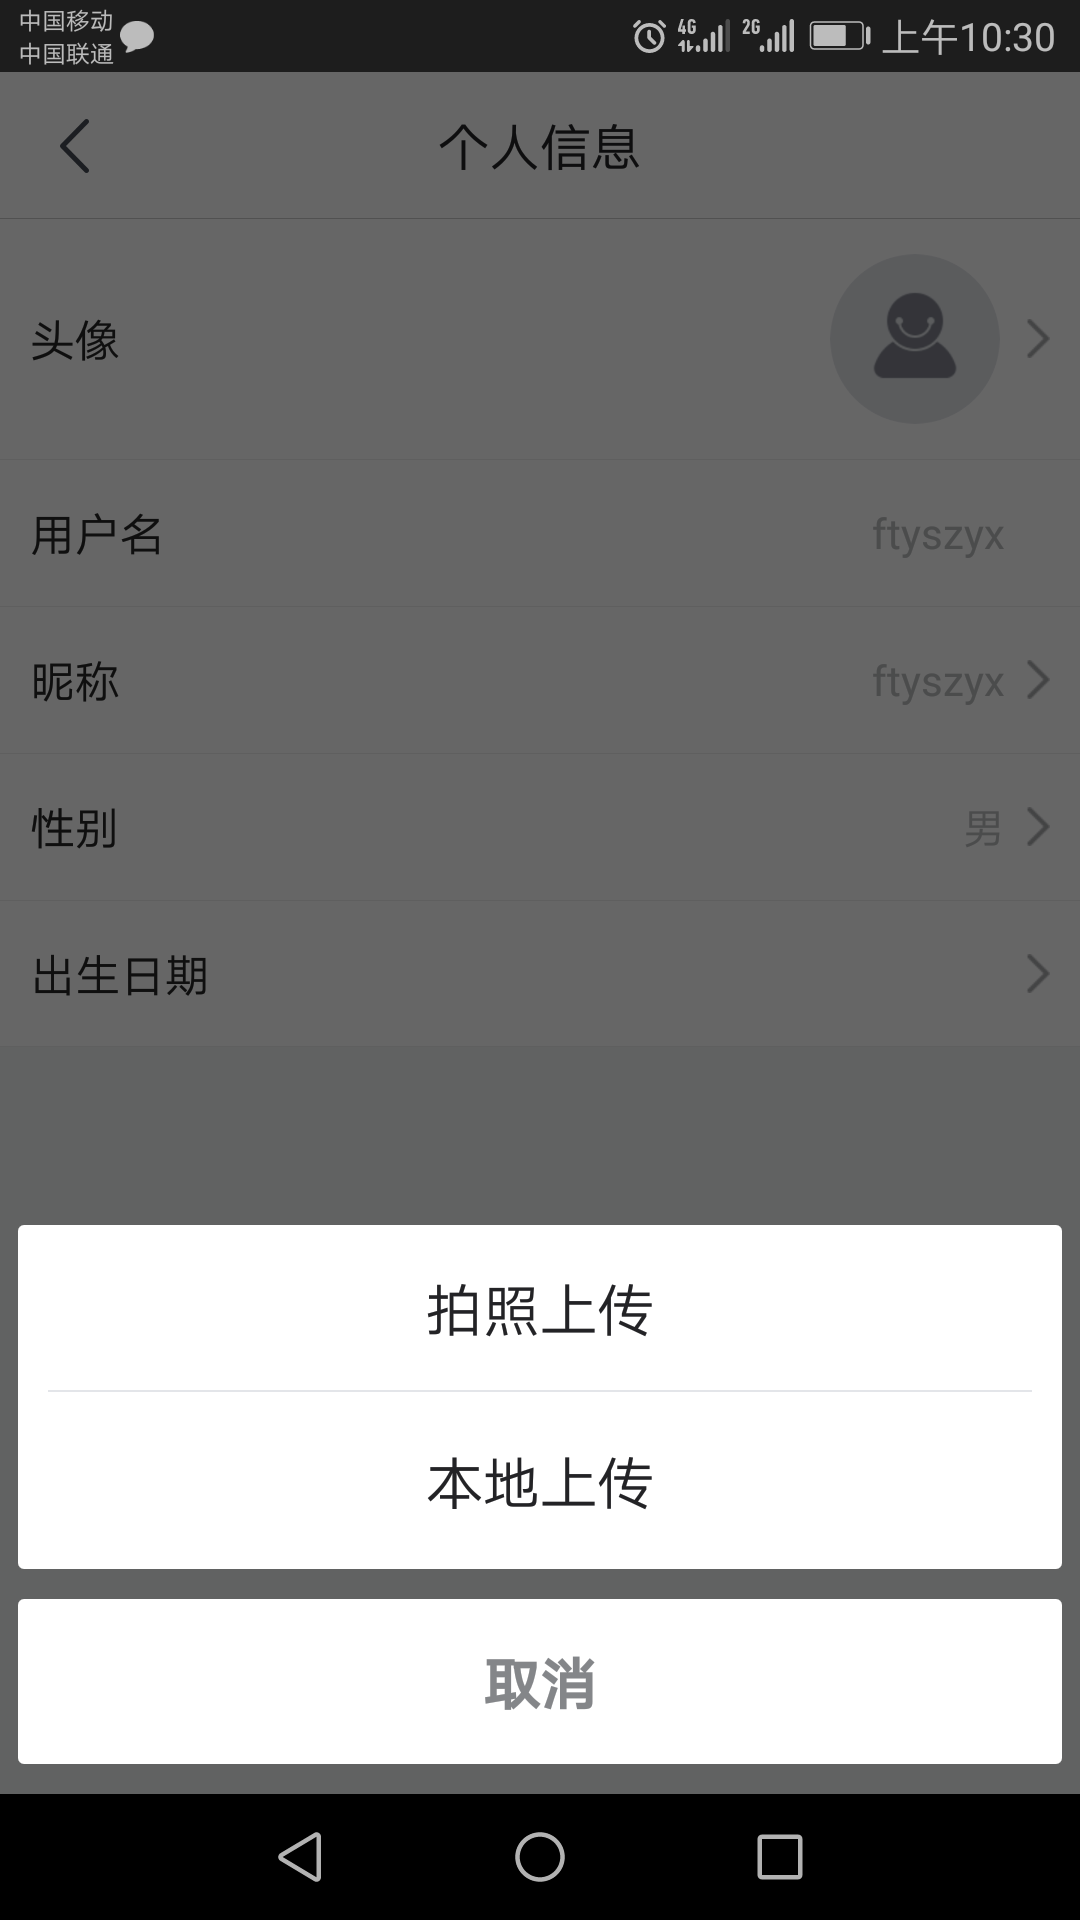 中国移动
中国联通
4G 2G 上午10:30
个人信息
头像
用户名 ftyszyx
昵称 ftyszyx
性别 男
出生日期
拍照上传
本地上传
取消